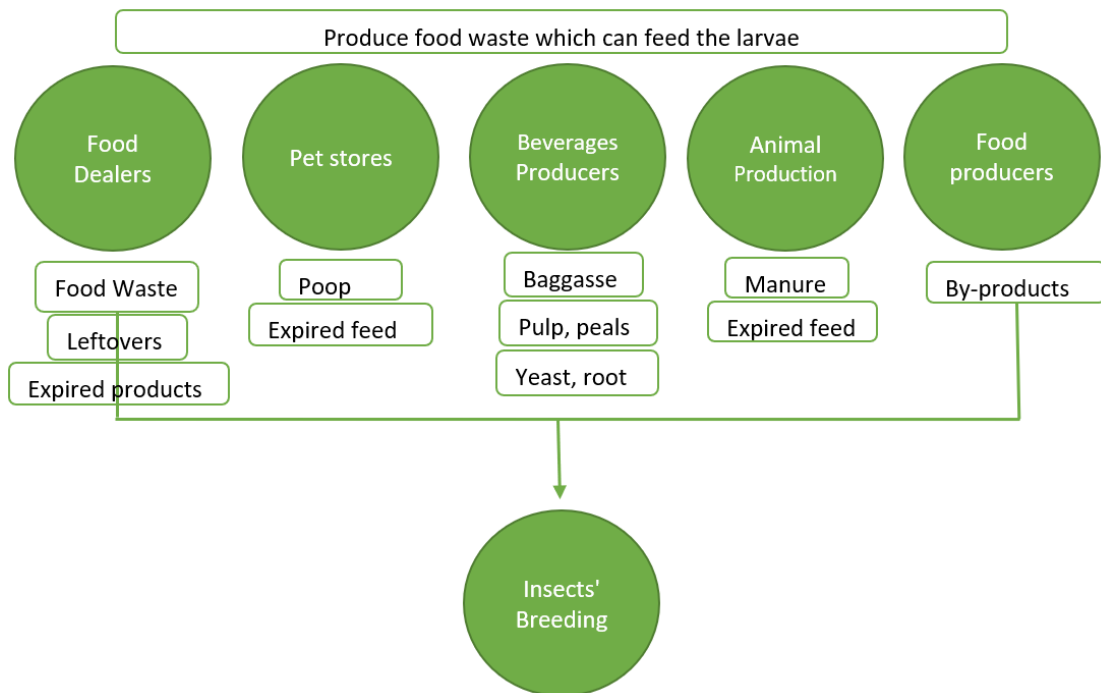 Produce food waste which can feed the larvae
Food
Dealers
Pet stores
Beverages
Producers
Animal
Production
Food
producers
Food Waste
Leftovers
Expired products
Poop
Expired feed
Baggasse
Pulp, peals
Yeast, root
Manure
Expired feed
By-products
Insects'
Breeding